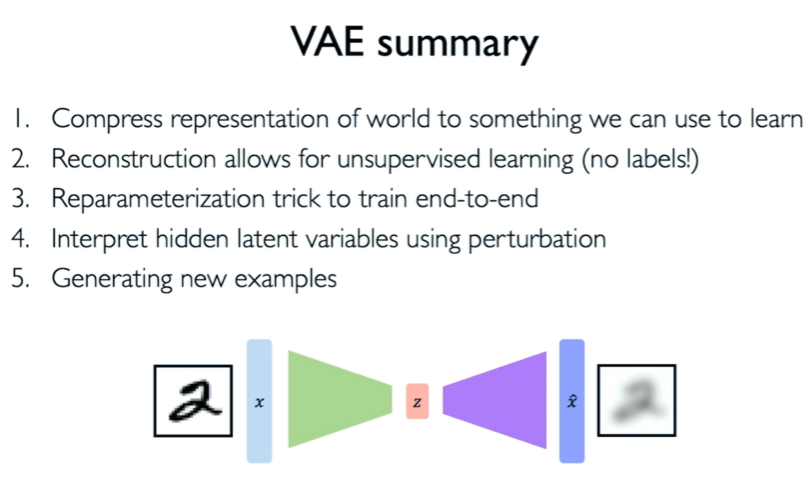 VAE summary
1. Compress representation of world to something we can use to learn
2. Reconstruction allows for unsupervised learning (no labels!)
3. Reparameterization trick to train end-to-end
4. Interpret hidden latent variables using perturbation
5. Generating new examples
2 x z x̂ 2